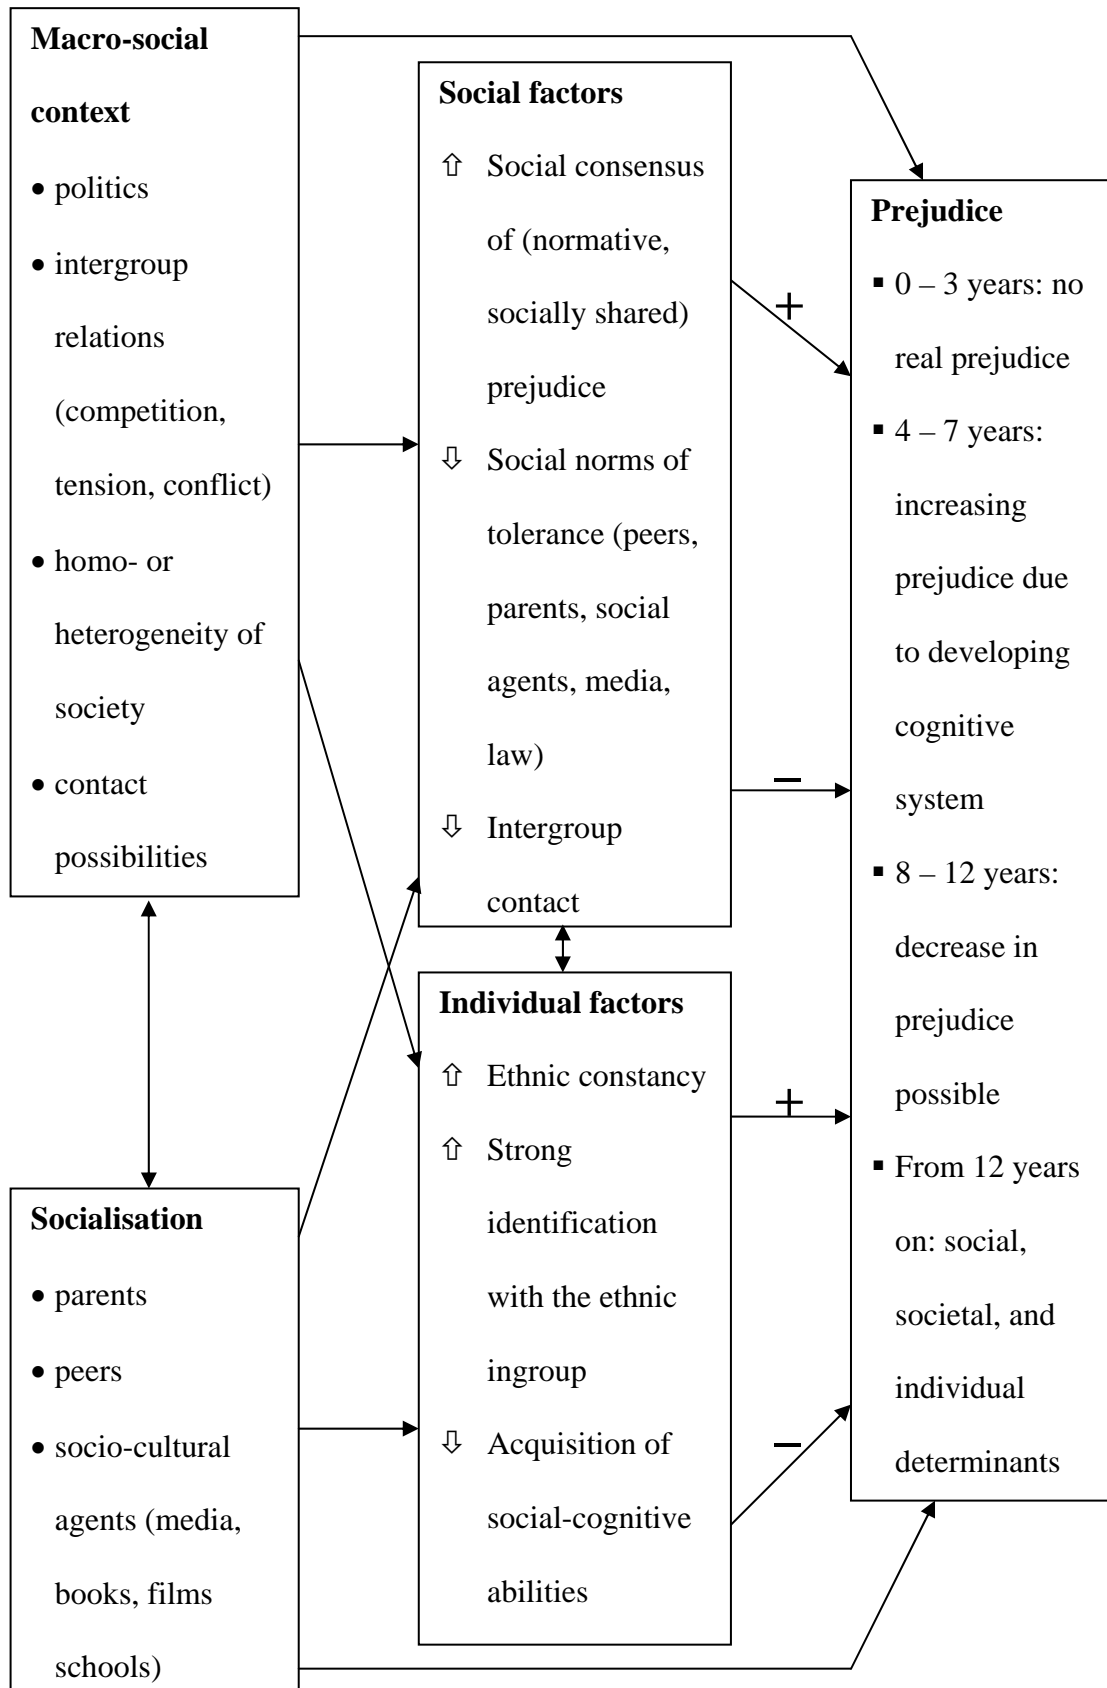 Macro-social
context
• politics
• intergroup
relations
(competition,
tension, conflict)
• homo- or
heterogeneity of
society
• contact
possibilities
Socialisation
• parents
• peers
• socio-cultural
agents (media,
books, films
schools)
Social factors
⇧ Social consensus
of (normative,
socially shared)
prejudice
⇩ Social norms of
tolerance (peers,
parents, social
agents, media,
law)
⇩ Intergroup
contact
Individual factors
⇧ Ethnic constancy
⇧ Strong
identification
with the ethnic
ingroup
⇩ Acquisition of
social-cognitive
abilities
+
−
+
−
Prejudice
▪ 0 – 3 years: no
real prejudice
▪ 4 – 7 years:
increasing
prejudice due
to developing
cognitive
system
▪ 8 – 12 years:
decrease in
prejudice
possible
▪ From 12 years
on: social,
societal, and
individual
determinants